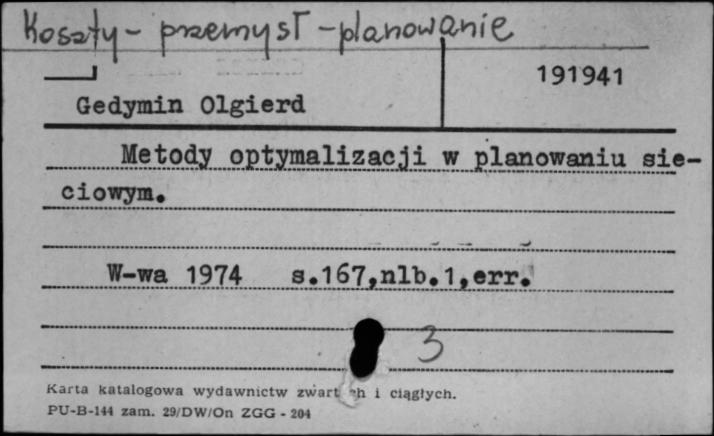 Koszty - przemysł - planowanie
191941
Gedymin Olgierd
Metody optymalizacji w planowaniu sie-
ciowym.
W-wa 1974 s.167,nlb.1,err.
3
Karta katalogowa wydawnictw i ciągłych.
PU-B-144 zam. 29/DW/On ZGG - 204